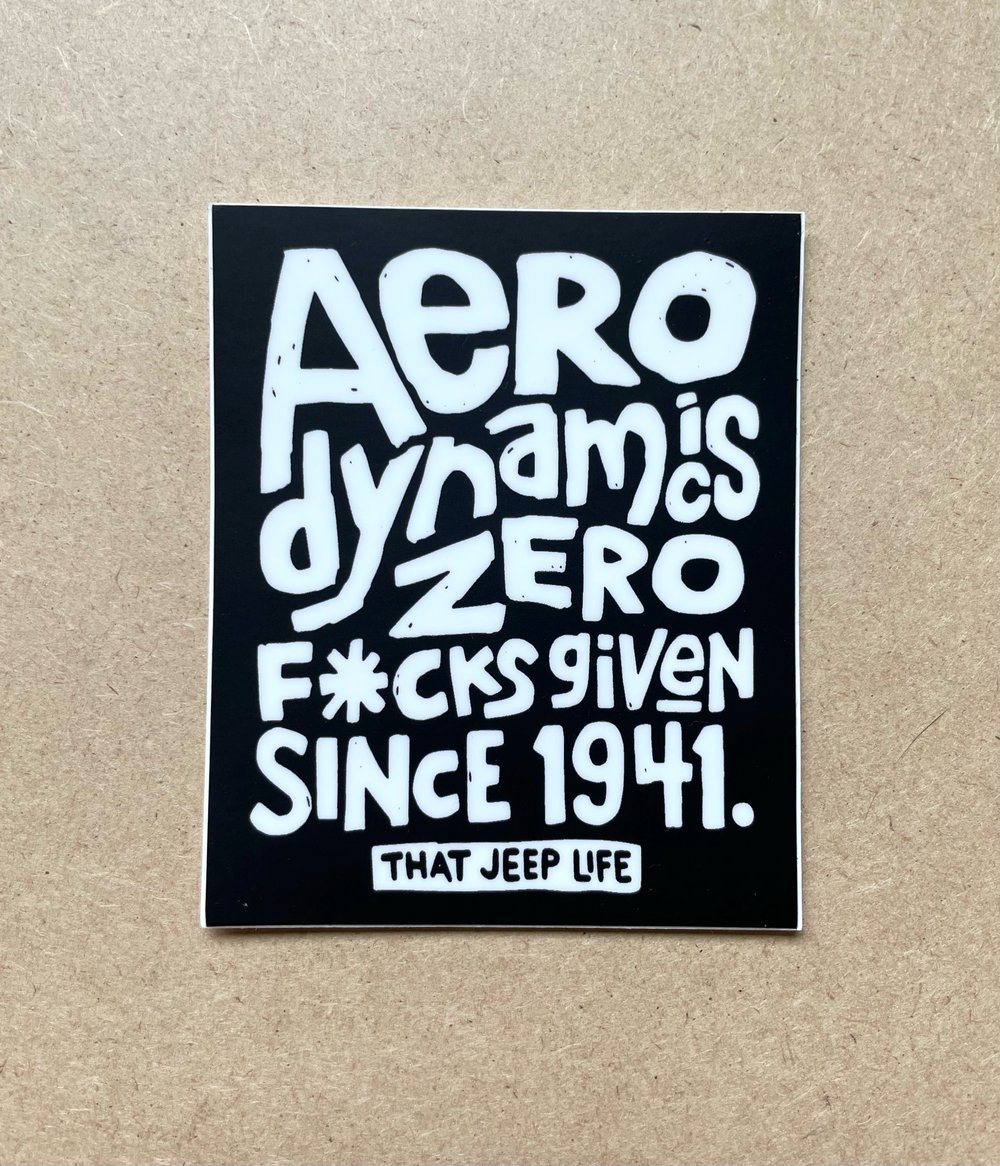 Aero
dynamics
ZERO
F*CKS given
SINCE 1941.
THAT JEEP LIFE